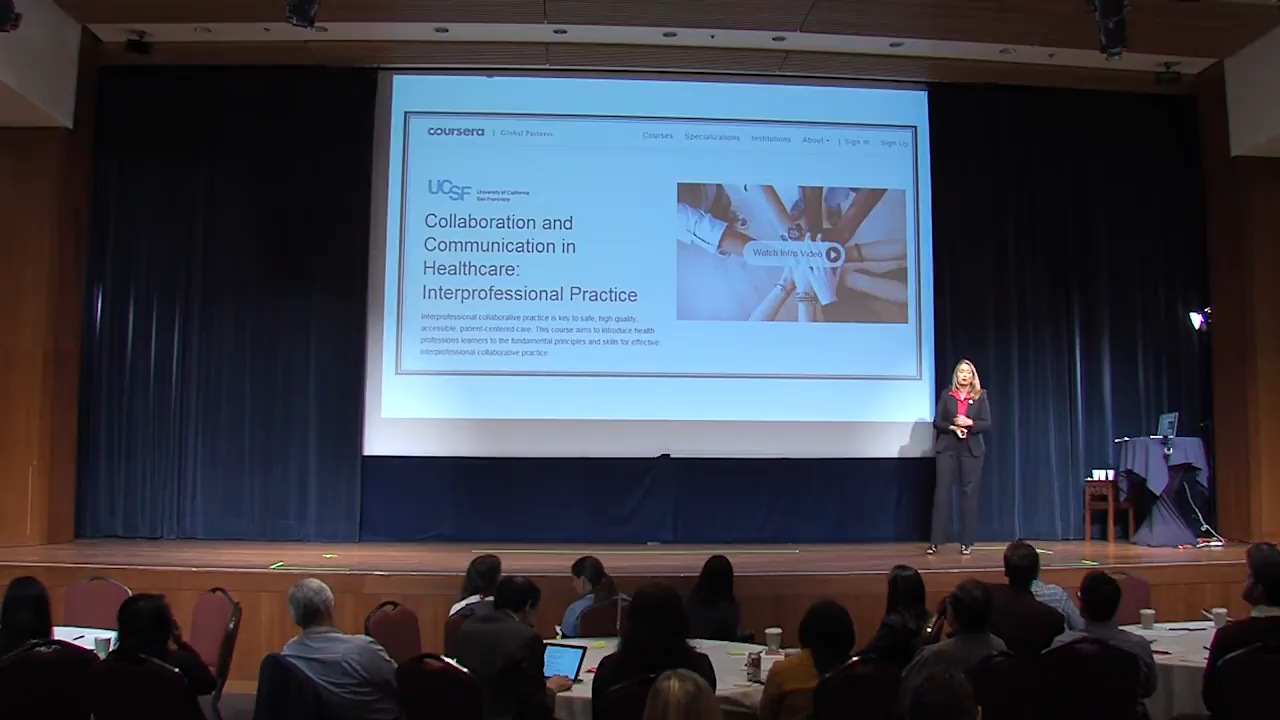 coursera | Global Partners
Courses Specializations Institutions About | Sign In Sign Up
UCSF University of California
San Francisco
Collaboration and
Communication in
Healthcare:
Interprofessional Practice
Watch Intro Video
Interprofessional collaborative practice is key to safe, high quality,
accessible, patient-centered care. This course aims to introduce health
professions learners to the fundamental principles and skills for effective
interprofessional collaborative practice